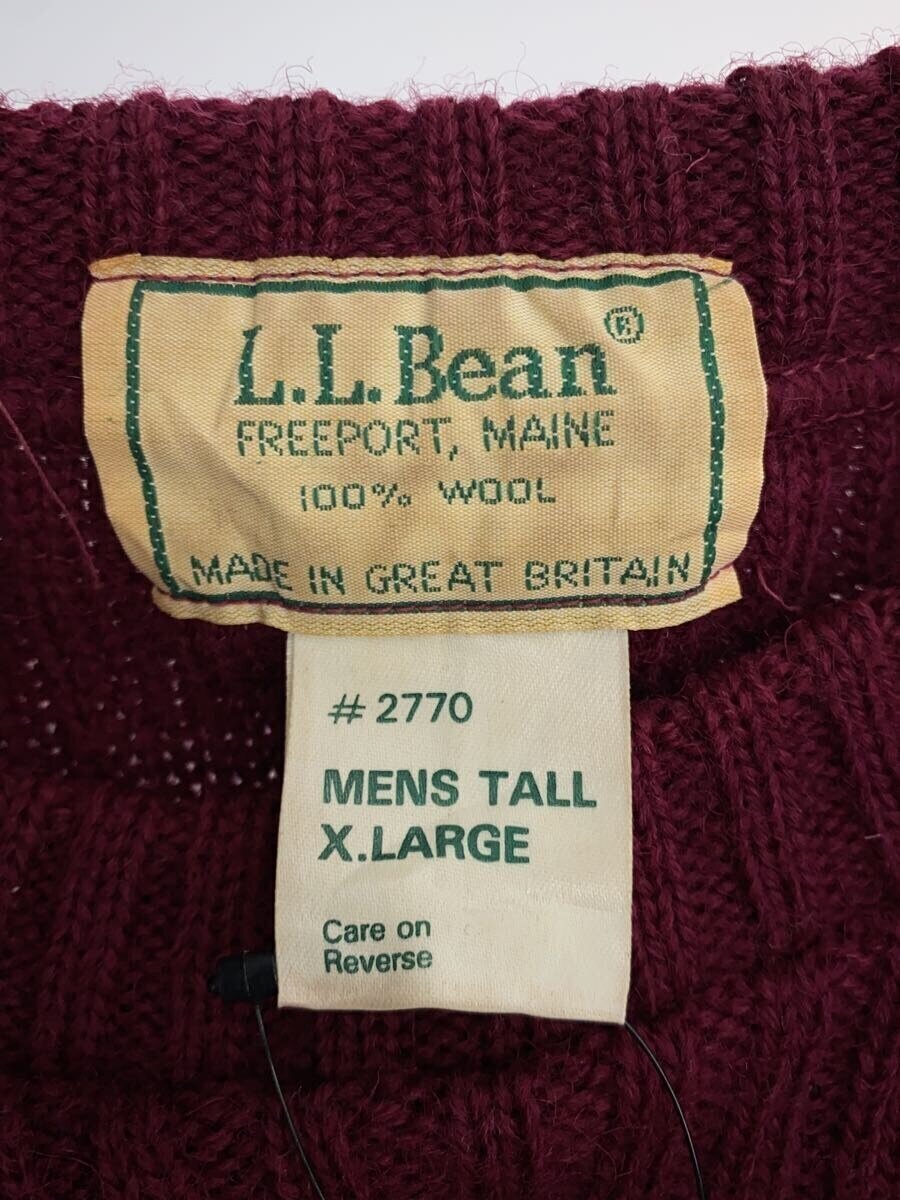 L.L.Bean®
FREEPORT, MAINE
100% WOOL
MADE IN GREAT BRITAIN
# 2770
MENS TALL
X.LARGE
Care on
Reverse